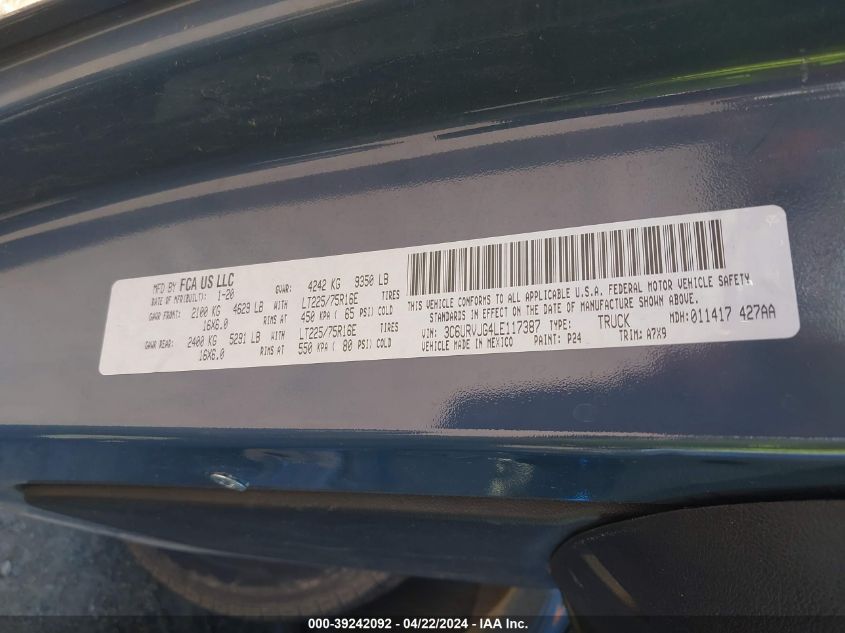 MFD BY FCA US LLC
DATE OF MFR(BUILT): 1-20 GVWR: 4242 KG 9350 LB
GAWR FRONT: 2100 KG 4629 LB WITH LT225/75R16E TIRES
16X6.0 RIMS AT 450 KPA ( 65 PSI) COLD
GAWR REAR: 2400 KG 5291 LB WITH LT225/75R16E TIRES
16X6.0 RIMS AT 550 KPA ( 80 PSI) COLD
THIS VEHICLE CONFORMS TO ALL APPLICABLE U.S.A. FEDERAL MOTOR VEHICLE SAFETY
STANDARDS IN EFFECT ON THE DATE OF MANUFACTURE SHOWN ABOVE.
VIN: 3C6URVJG4LE117387 TYPE: TRUCK MDH: 011417 427AA
VEHICLE MADE IN MEXICO PAINT: P24 TRIM: A7X9
000-39242092 - 04/22/2024 - IAA Inc.